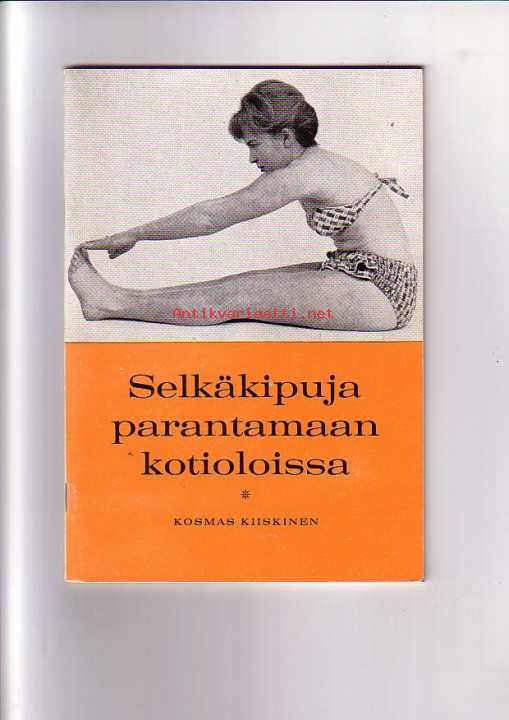 Antikvariaatti.net
Selkäkipuja
parantamaan
kotioloissa
*
KOSMAS KIISKINEN